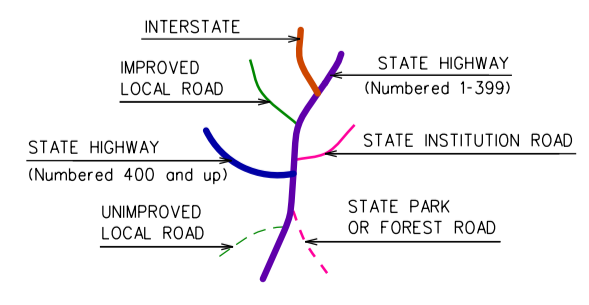 INTERSTATE
STATE HIGHWAY
(Numbered 1-399)
IMPROVED
LOCAL ROAD
STATE INSTITUTION ROAD
STATE HIGHWAY
(Numbered 400 and up)
UNIMPROVED
LOCAL ROAD
STATE PARK
OR FOREST ROAD